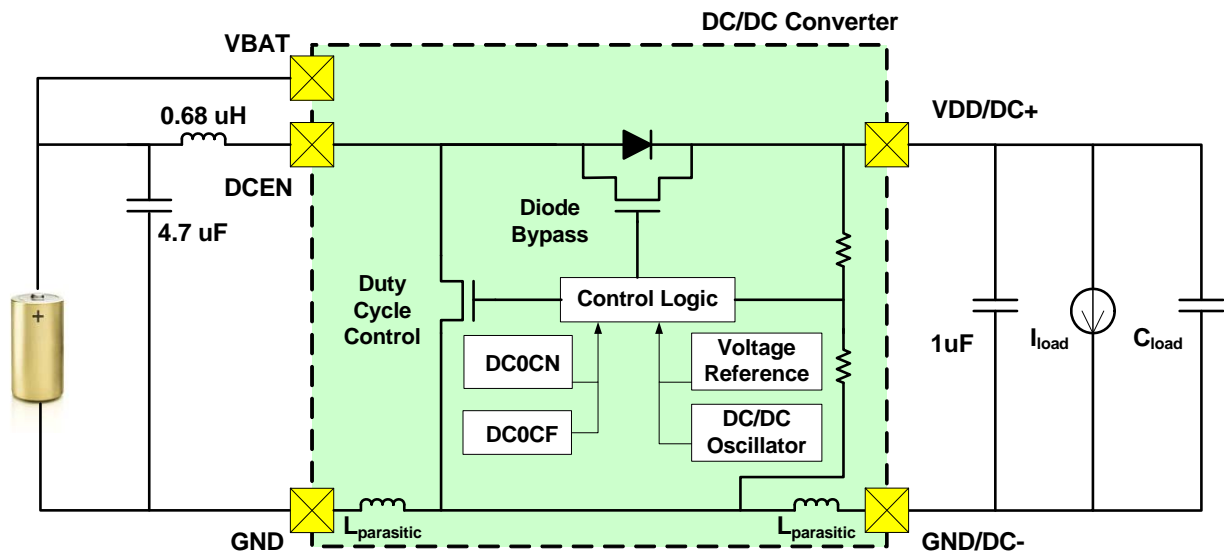 DC/DC Converter
VBAT
0.68 uH
DCEN
4.7 uF
+
VDD/DC+
Diode
Bypass
Duty
Cycle
Control
Control Logic
DC0CN
DC0CF
Voltage
Reference
DC/DC
Oscillator
1uF
Iload
Cload
GND
Lparasitic
Lparasitic
GND/DC-